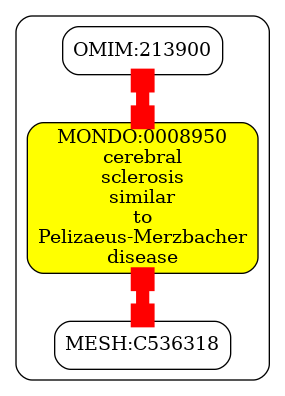 OMIM:213900
MONDO:0008950
cerebral
sclerosis
similar
to
Pelizaeus-Merzbacher
disease
MESH:C536318